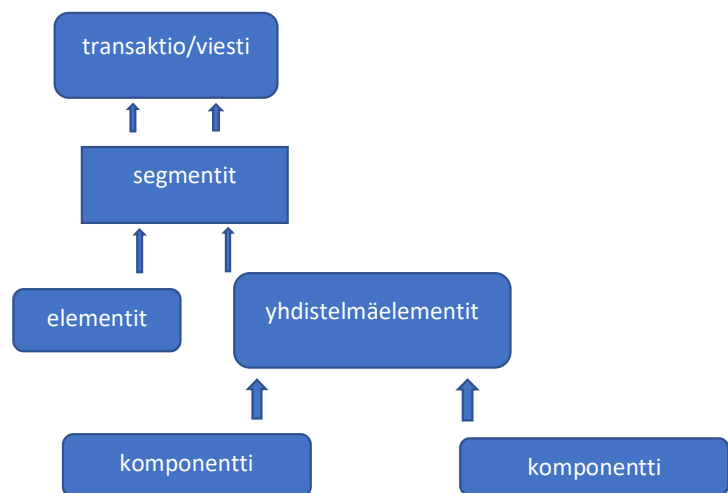 transaktio/viesti
segmentit
elementit
yhdistelmäelementit
komponentti
komponentti